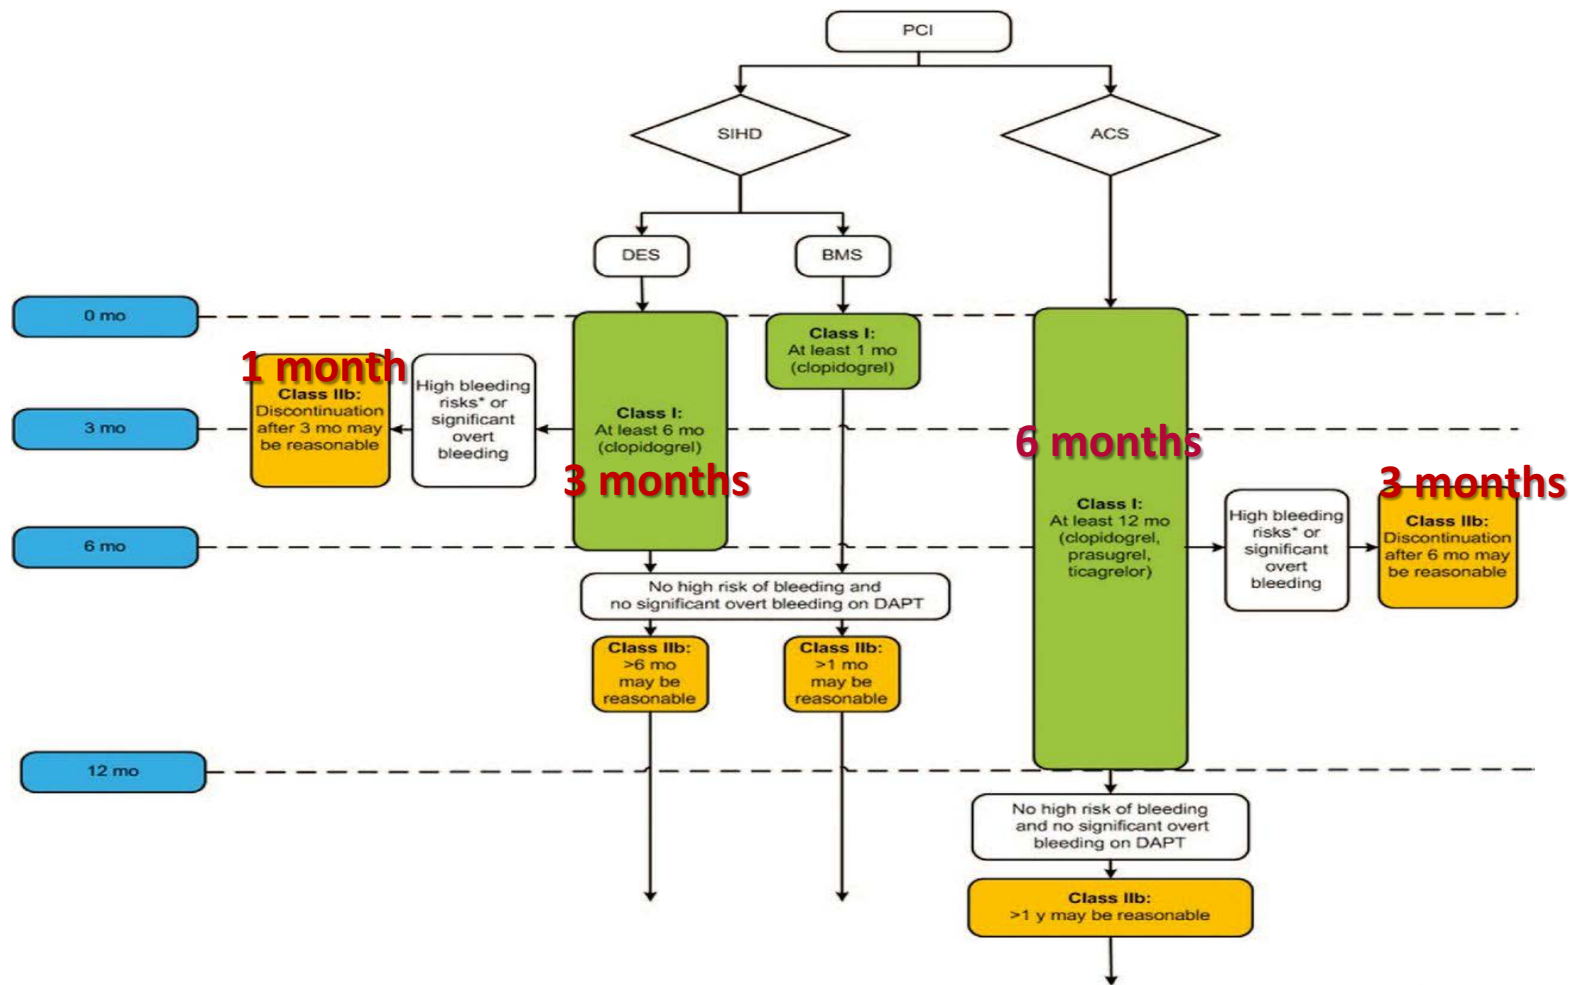 PCI
SIHD
ACS
DES
BMS
0 mo
3 mo
6 mo
12 mo
1 month
Class IIb:
Discontinuation
after 3 mo may
be reasonable
High bleeding
risks* or
significant
overt
bleeding
Class I:
At least 6 mo
(clopidogrel)
3 months
Class I:
At least 1 mo
(clopidogrel)
6 months
Class I:
At least 12 mo
(clopidogrel,
prasugrel,
ticagrelor)
High bleeding
risks* or
significant
overt
bleeding
3 months
Class IIb:
Discontinuation
after 6 mo may
be reasonable
No high risk of bleeding and
no significant overt bleeding on DAPT
Class IIb:
>6 mo
may be
reasonable
Class IIb:
>1 mo
may be
reasonable
No high risk of bleeding
and no significant overt
bleeding on DAPT
Class IIb:
>1 y may be reasonable